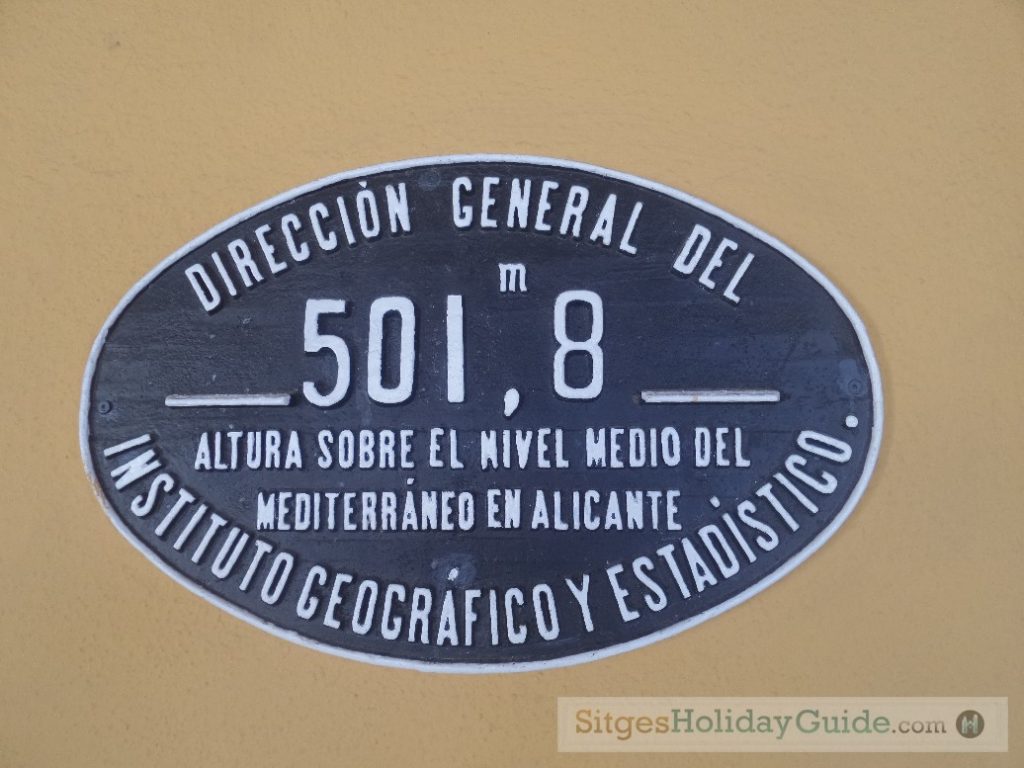 DIRECCIÓN GENERAL DEL
m
501,8
ALTURA SOBRE EL NIVEL MEDIO DEL
MEDITERRÁNEO EN ALICANTE
INSTITUTO GEOGRÁFICO Y ESTADÍSTICO.
SitgesHolidayGuide.com H